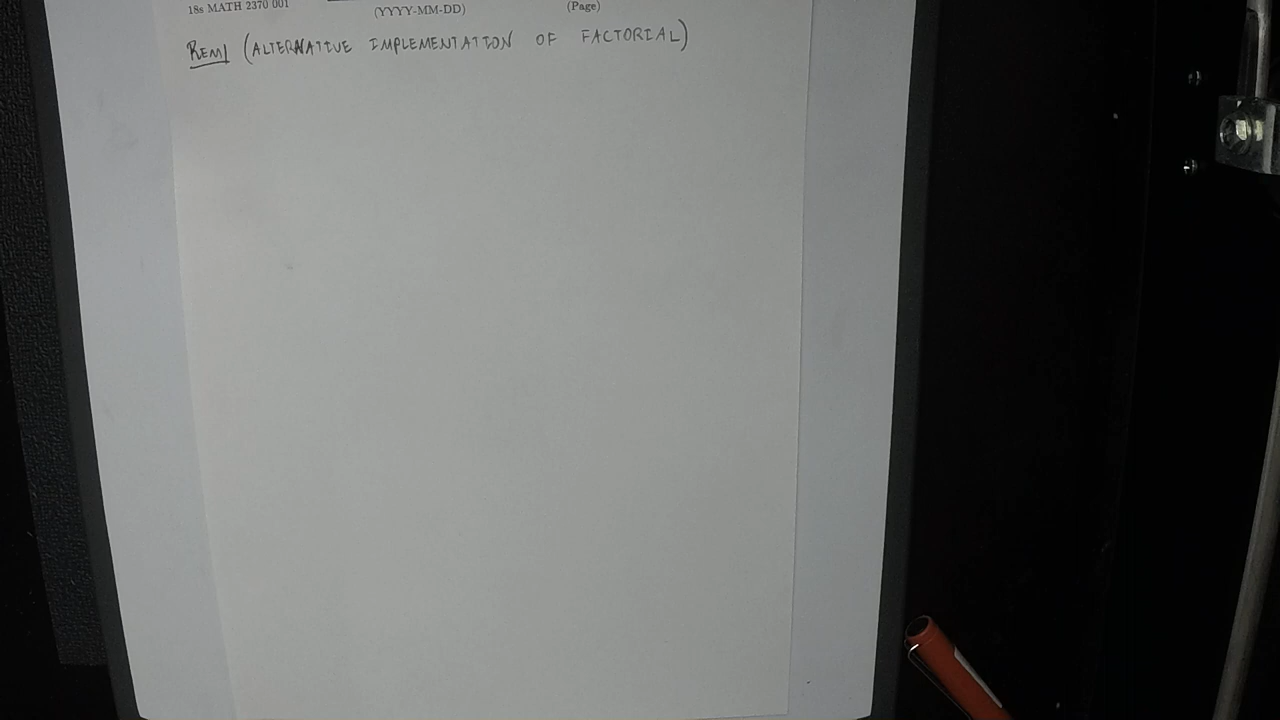 18s MATH 2370 001
(YYYY-MM-DD) (Page)
REM (ALTERNATIVE IMPLEMENTATION OF FACTORIAL)